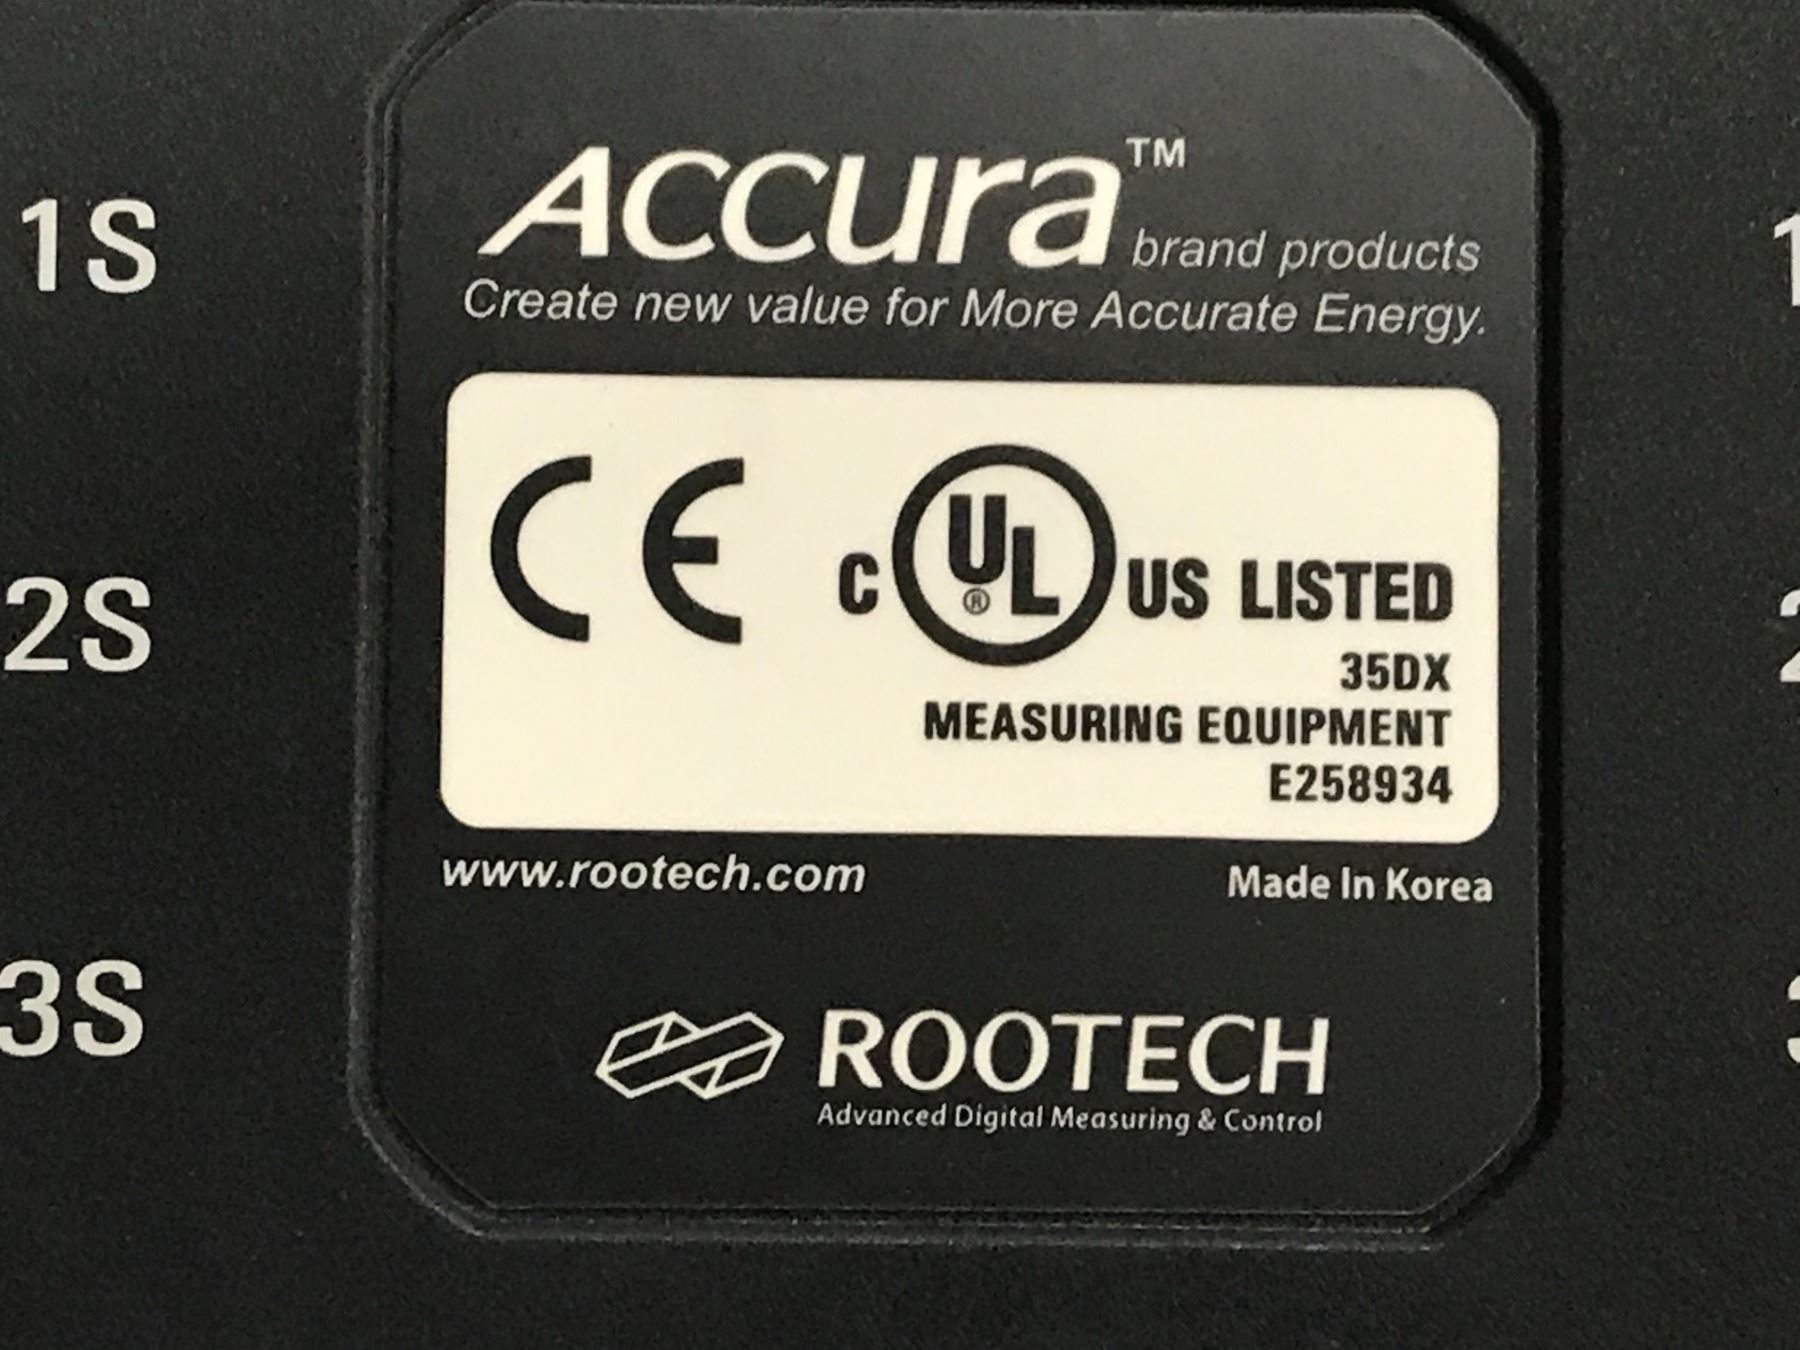 Accura™ brand products
Create new value for More Accurate Energy.
1S
2S
3S
CE
C UL® US LISTED
35DX
MEASURING EQUIPMENT
E258934
www.rootech.com
Made In Korea
ROOTECH
Advanced Digital Measuring & Control